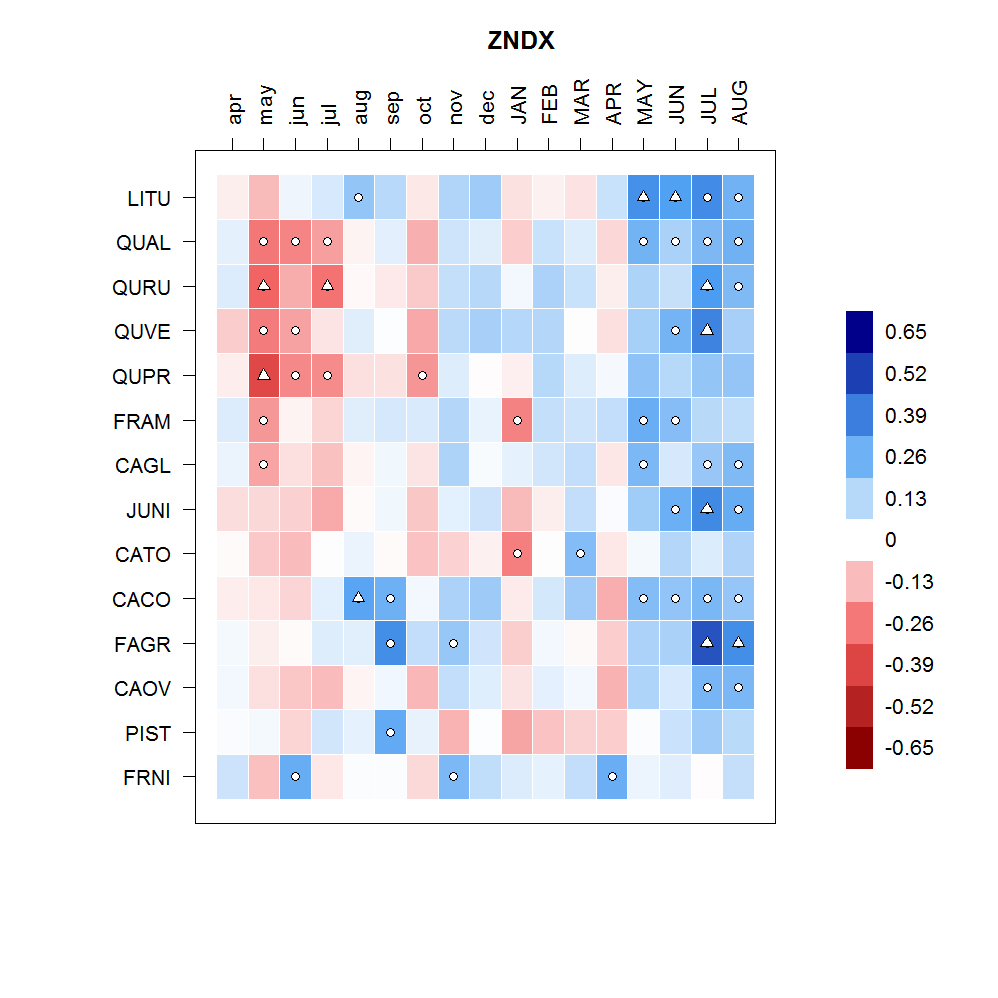 ZNDX
apr may jun jul aug sep oct nov dec JAN FEB MAR APR MAY JUN JUL AUG
LITU
QUAL
QURU
QUVE
QUPR
FRAM
CAGL
JUNI
CATO
CACO
FAGR
CAOV
PIST
FRNI
0.65
0.52
0.39
0.26
0.13
0
-0.13
-0.26
-0.39
-0.52
-0.65